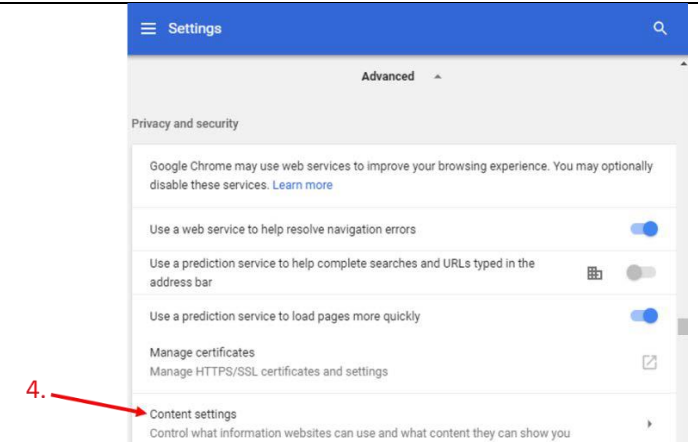 Settings
Advanced
Privacy and security
Google Chrome may use web services to improve your browsing experience. You may optionally
disable these services. Learn more
Use a web service to help resolve navigation errors
Use a prediction service to help complete searches and URLs typed in the
address bar
Use a prediction service to load pages more quickly
Manage certificates
Manage HTTPS/SSL certificates and settings
4.
Content settings
Control what information websites can use and what content they can show you